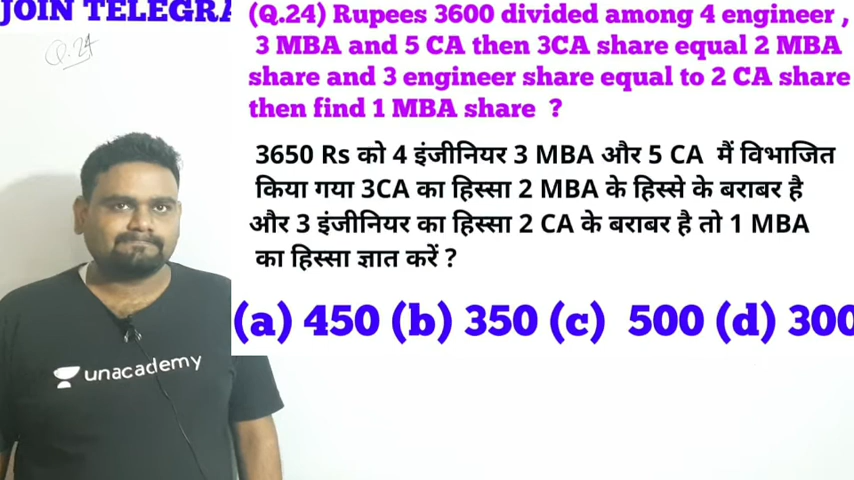 JOIN TELEGRA
Q.24
(Q.24) Rupees 3600 divided among 4 engineer ,
3 MBA and 5 CA then 3CA share equal 2 MBA
share and 3 engineer share equal to 2 CA share
then find 1 MBA share ?
3650 Rs को 4 इंजीनियर 3 MBA और 5 CA मैं विभाजित
किया गया 3CA का हिस्सा 2 MBA के हिस्से के बराबर है
और 3 इंजीनियर का हिस्सा 2 CA के बराबर है तो 1 MBA
का हिस्सा ज्ञात करें ?
(a) 450 (b) 350 (c) 500 (d) 300
unacademy